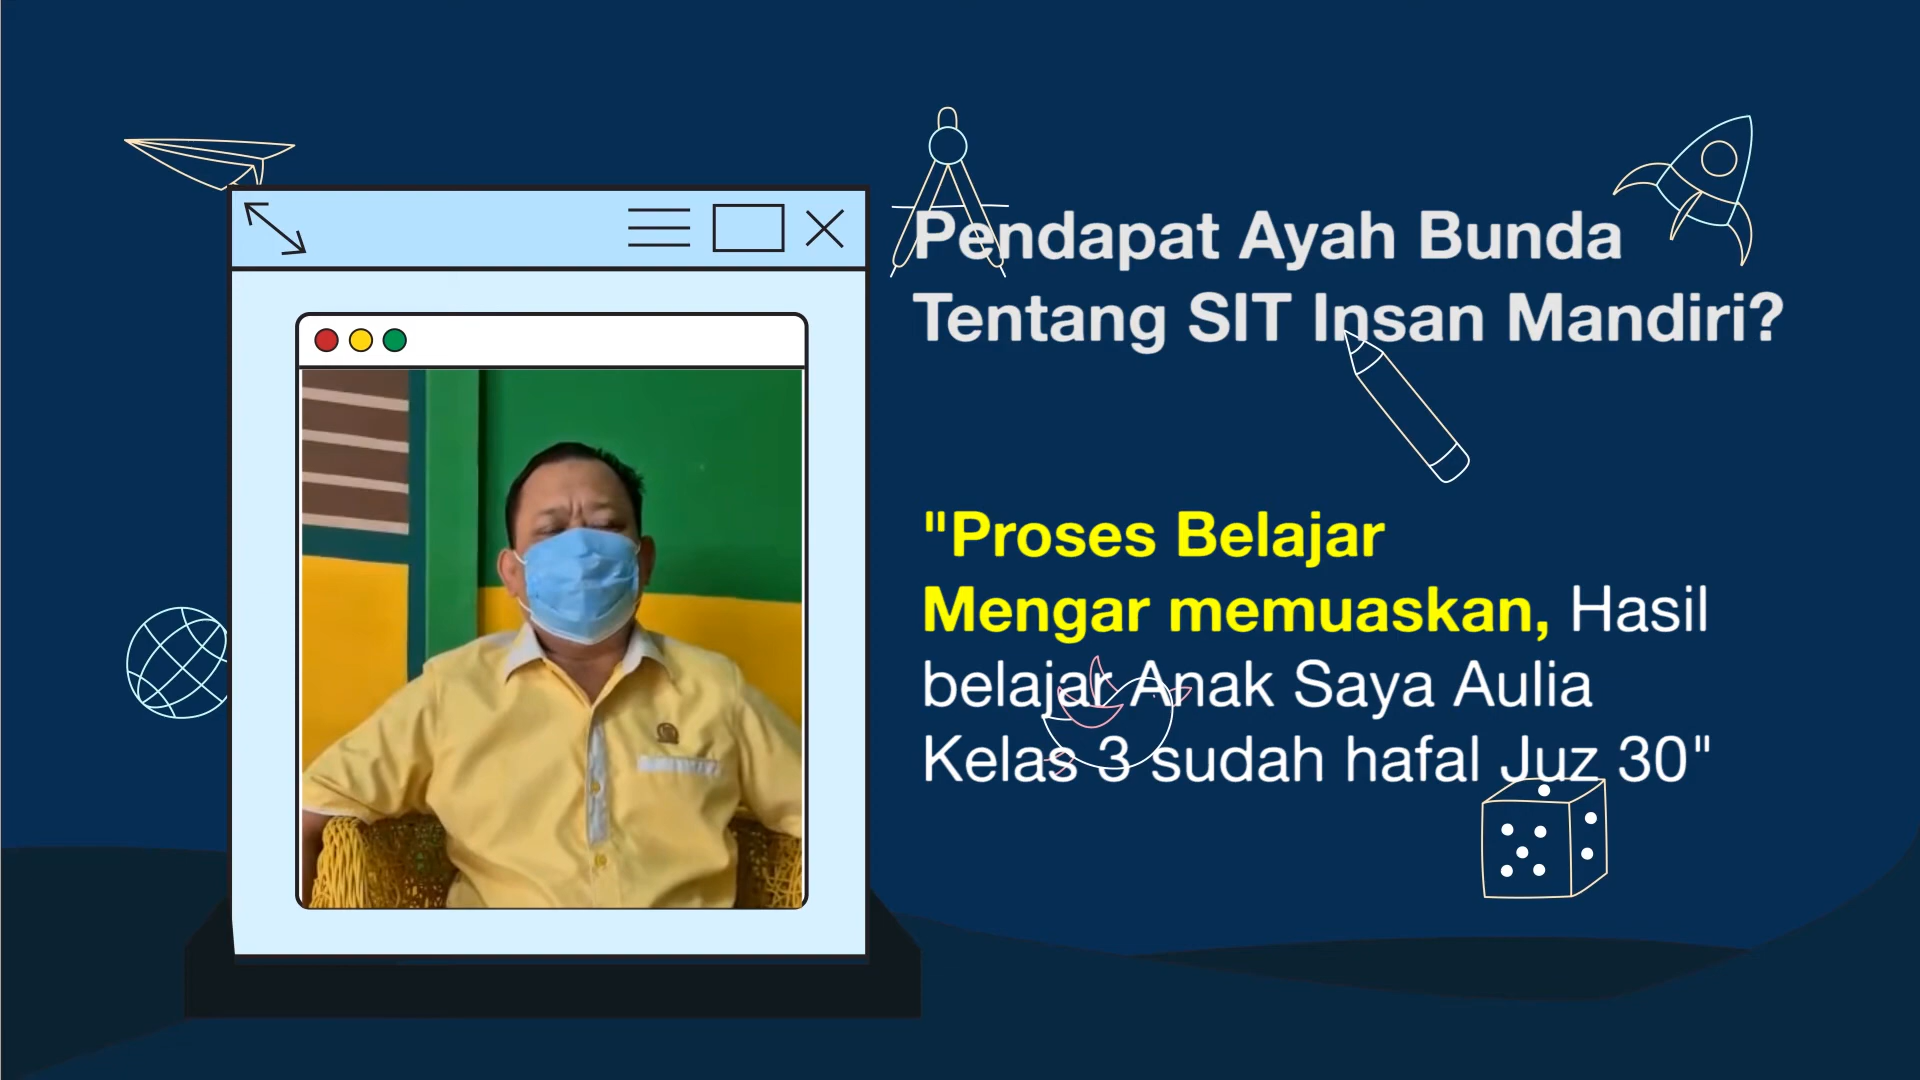 Pendapat Ayah Bunda
Tentang SIT Insan Mandiri?
"Proses Belajar
Mengar memuaskan, Hasil
belajar Anak Saya Aulia
Kelas 3 sudah hafal Juz 30"